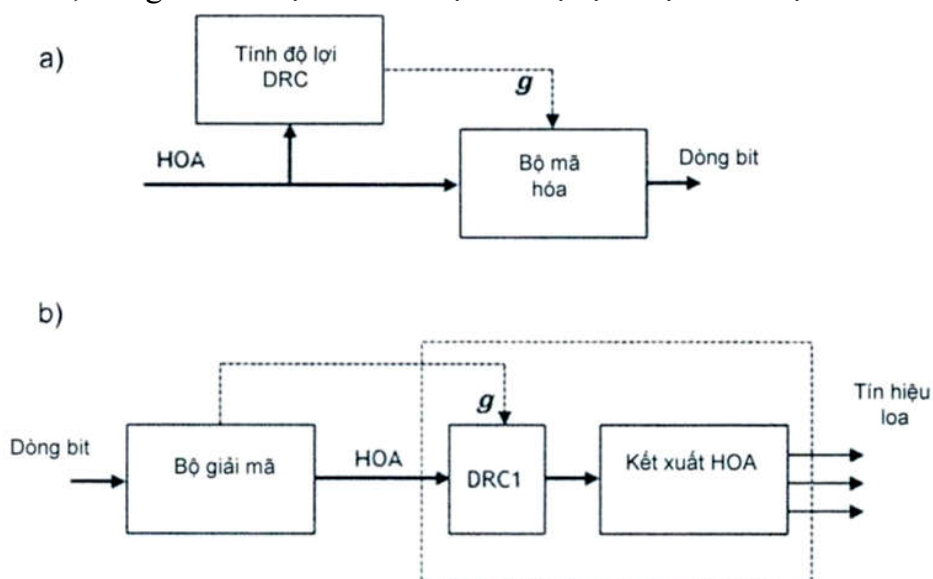 a)
Tính độ lợi
DRC
g
HOA
Bộ mã
hóa
Dòng bit
b)
Tín hiệu
loa
g
Dòng bit
Bộ giải mã
HOA
DRC1
Kết xuất HOA